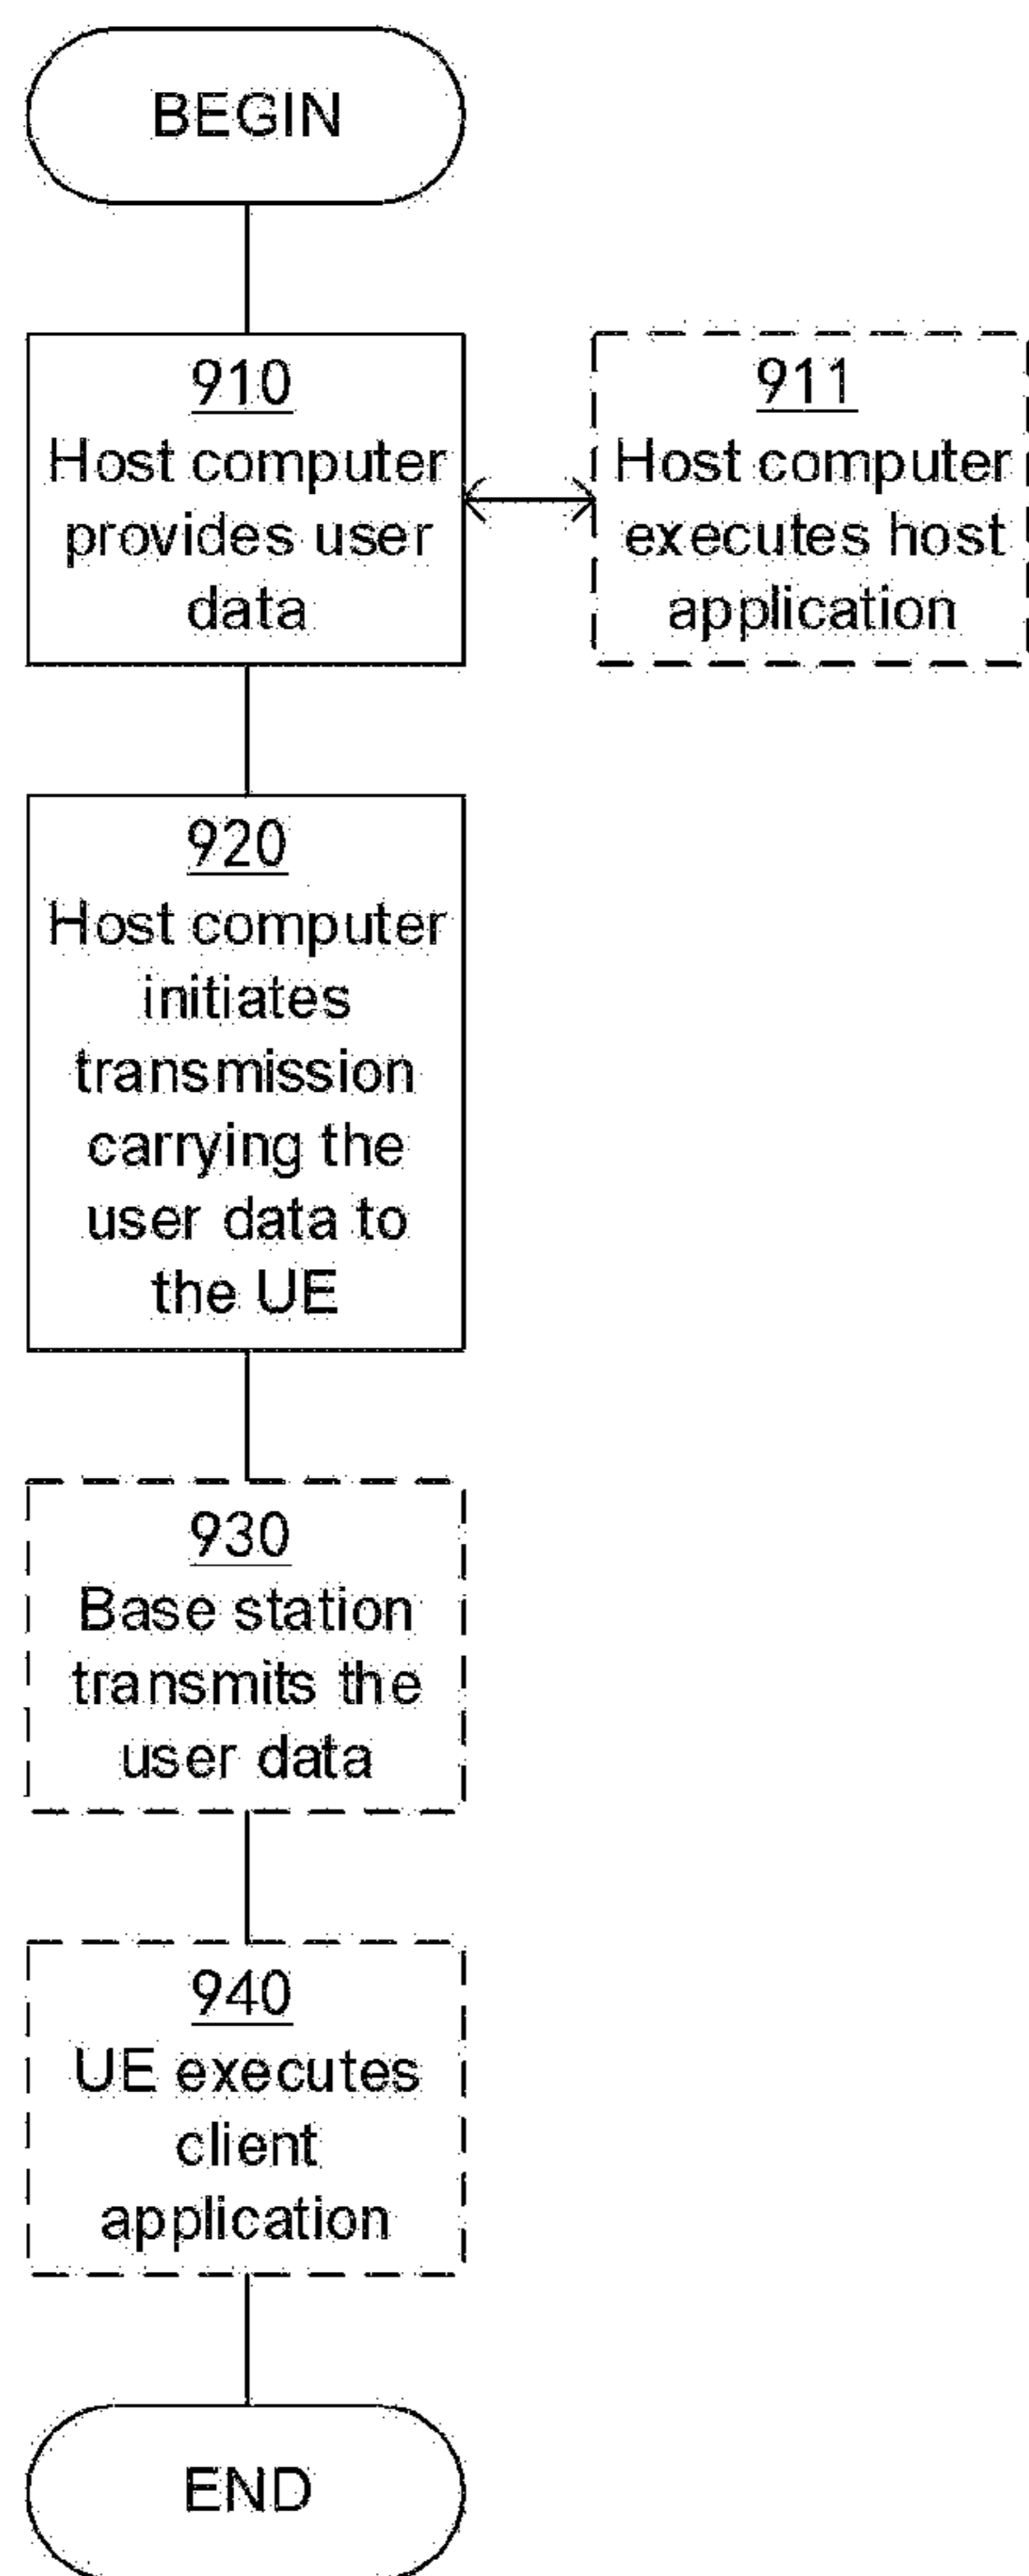 BEGIN
910
Host computer
provides user
data
911
Host computer
executes host
application
920
Host computer
initiates
transmission
carrying the
user data to
the UE
930
Base station
transmits the
user data
940
UE executes
client
application
END